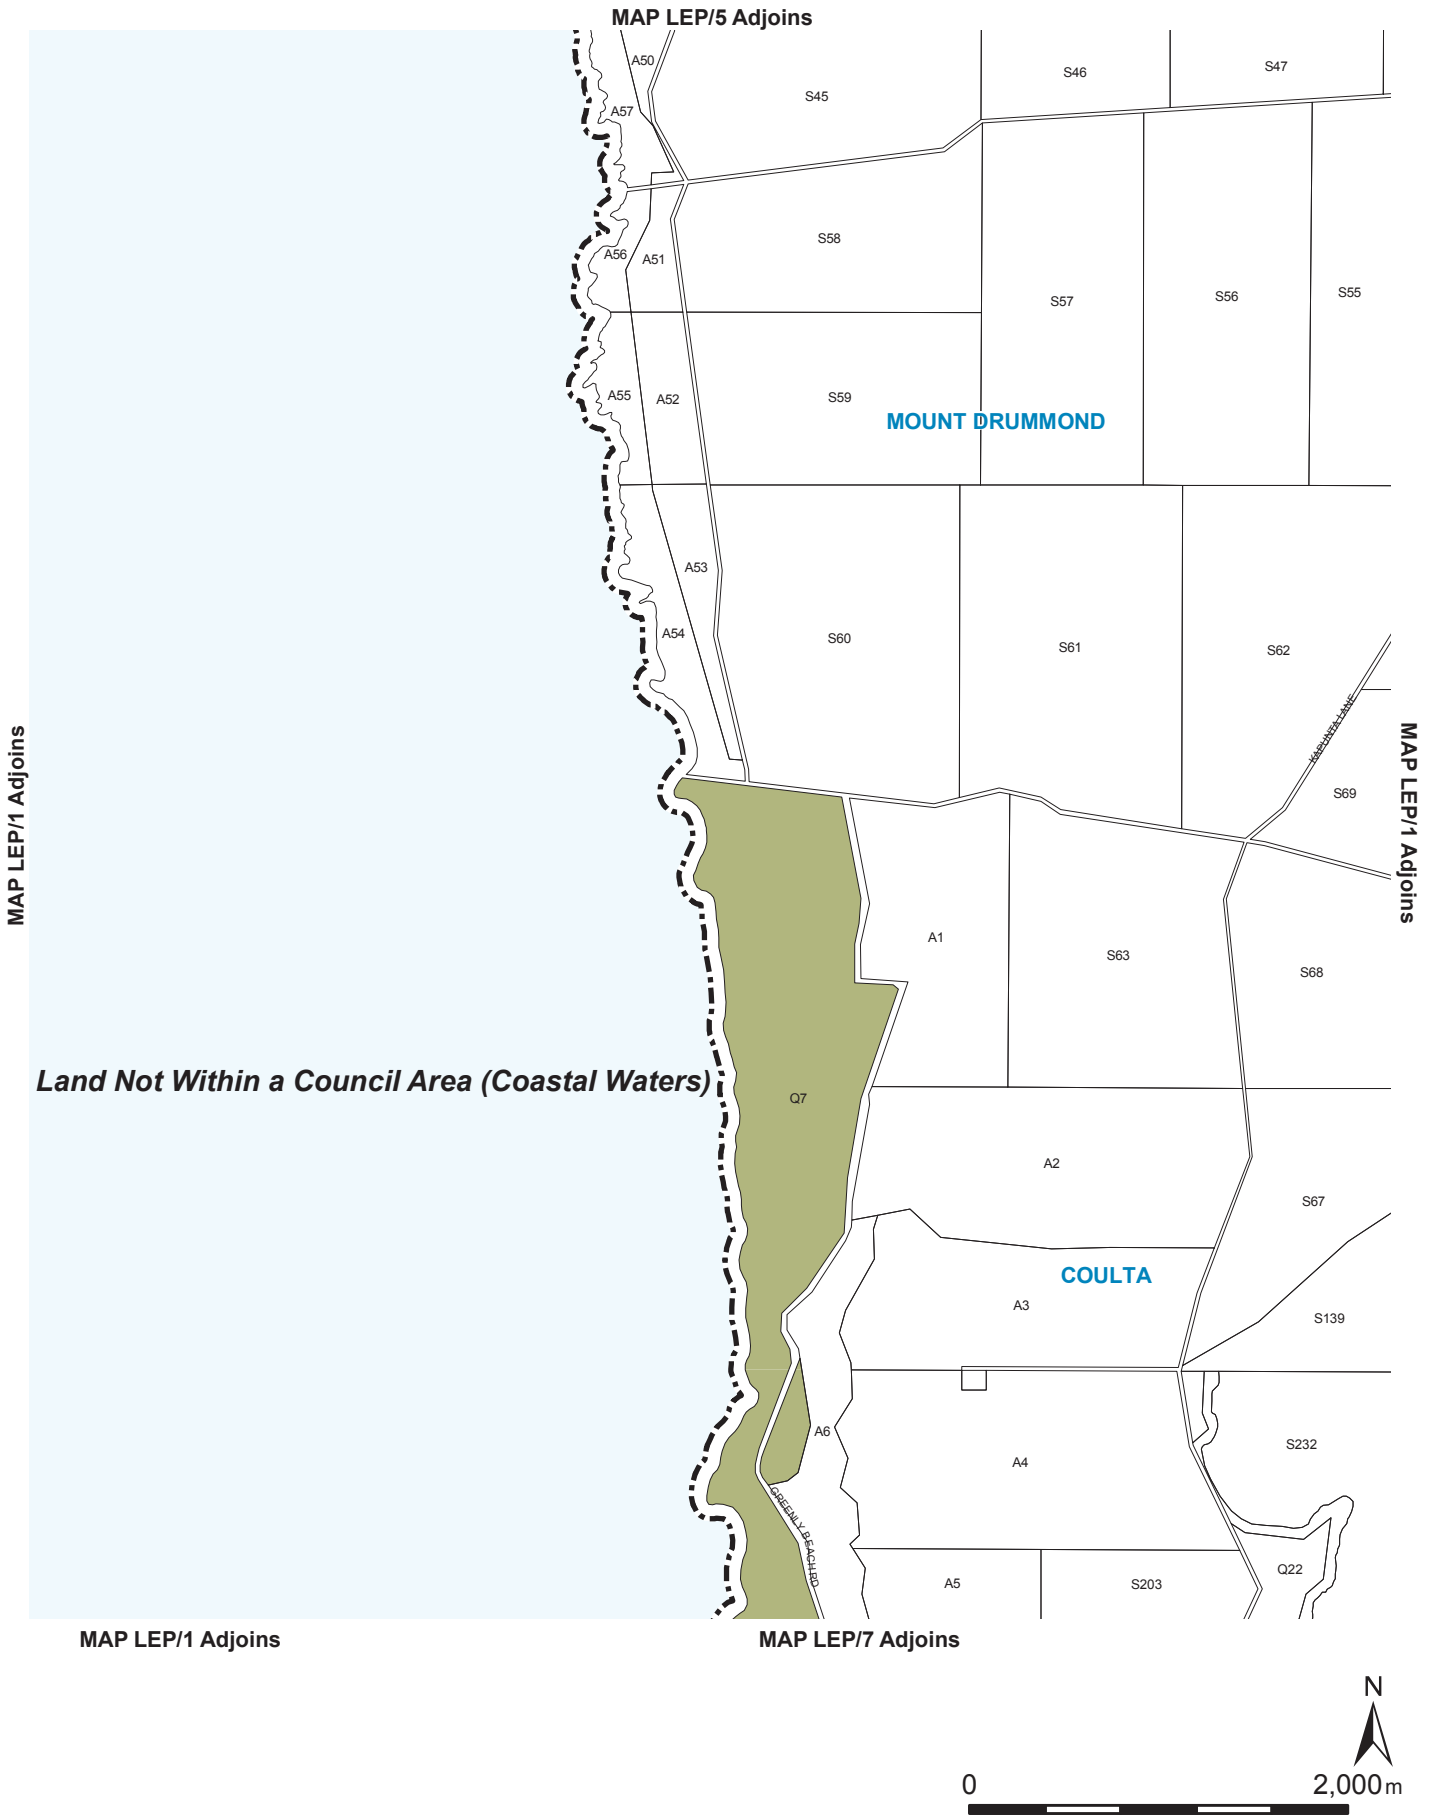 MAP LEP/5 Adjoins
A50
S45
S46
S47
A57
S58
A56
A51
S57
S56
S55
A55
A52
S59
MOUNT DRUMMOND
A53
A54
S60
S61
S62
KAPUNTA LANE
S69
MAP LEP/1 Adjoins
MAP LEP/1 Adjoins
A1
S63
S68
Land Not Within a Council Area (Coastal Waters)
Q7
A2
S67
COULTA
A3
S139
A6
A4
S232
GREENLY BEACH RD
A5
S203
Q22
MAP LEP/1 Adjoins
MAP LEP/7 Adjoins
N
0
2,000 m